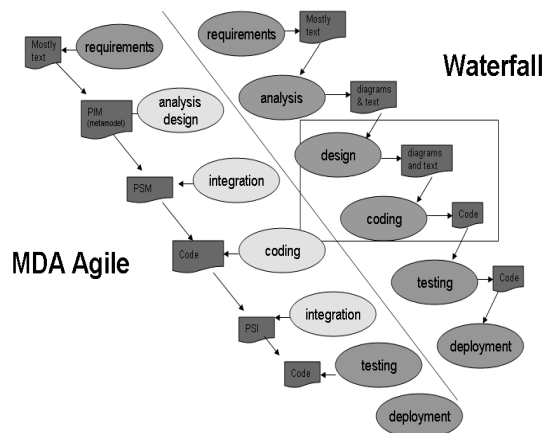 requirements
Mostly
text
PIM
(metamodel)
analysis
design
PSM
integration
Code
coding
PSI
integration
Code
testing
deployment
MDA Agile
requirements
Mostly
text
Waterfall
analysis
diagrams
& text
design
diagrams
and text
coding
Code
testing
Code
deployment